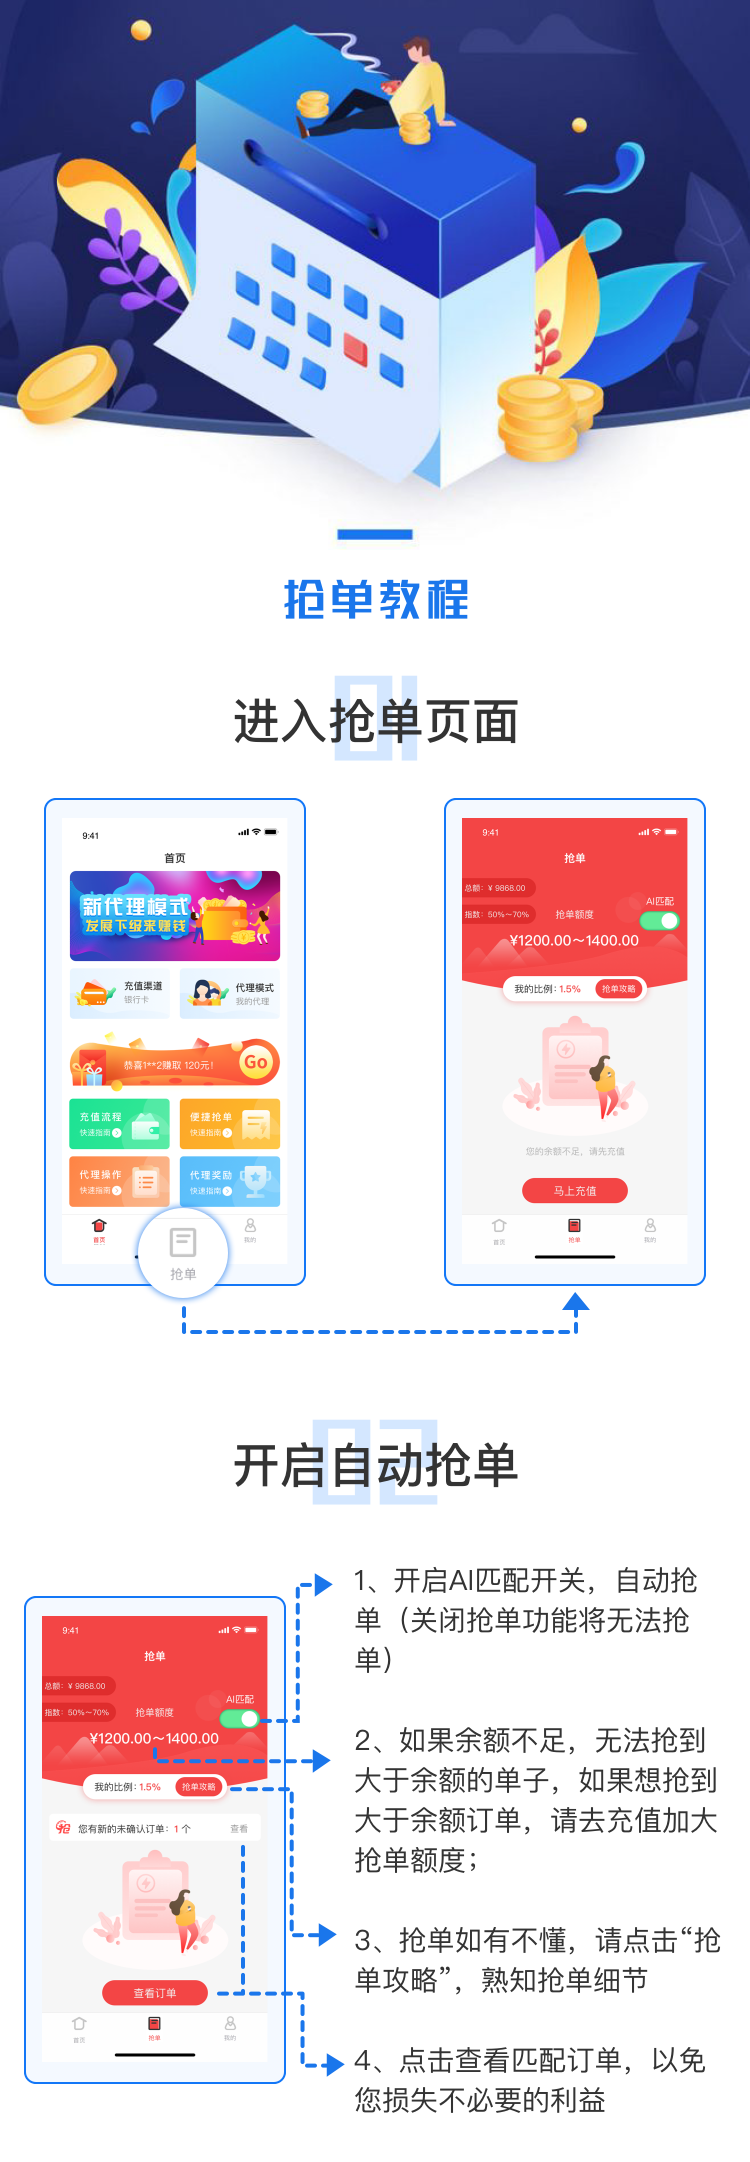 抢单教程
01
进入抢单页面
9:41
首页
新代理模式
发展下级来赚钱
充值渠道
银行卡
代理模式
我的代理
恭喜1**2赚取 120元!
Go
充值流程
快速指南
便捷抢单
快速指南
代理操作
快速指南
代理奖励
快速指南
首页
抢单
我的
9:41
抢单
总额：¥ 9868.00
AI匹配
指数：50%～70%
抢单额度
¥1200.00～1400.00
我的比例：1.5%
抢单攻略
您的余额不足，请先充值
马上充值
首页
抢单
我的
02
开启自动抢单
9:41
抢单
总额：¥ 9868.00
AI匹配
指数：50%～70%
抢单额度
¥1200.00～1400.00
我的比例：1.5%
抢单攻略
抢
您有新的未确认订单：1 个
查看
查看订单
首页
抢单
我的
1、开启AI匹配开关，自动抢
单（关闭抢单功能将无法抢
单）
2、如果余额不足，无法抢到
大于余额的单子，如果想抢到
大于余额订单，请去充值加大
抢单额度；
3、抢单如有不懂，请点击“抢
单攻略”，熟知抢单细节
4、点击查看匹配订单，以免
您损失不必要的利益